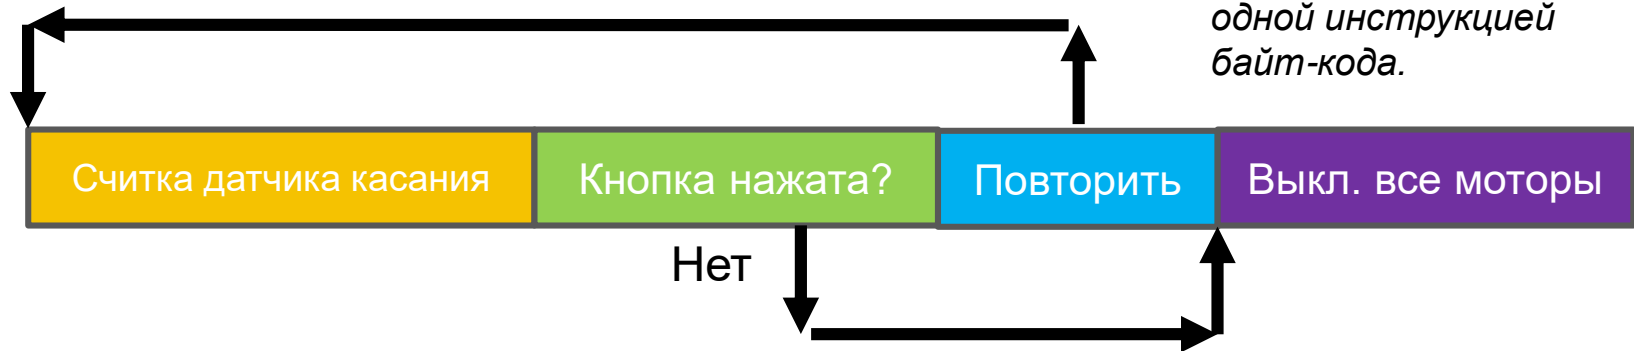 одной инструкцией
байт-кода.
Считка датчика касания
Кнопка нажата?
Повторить
Выкл. все моторы
Нет